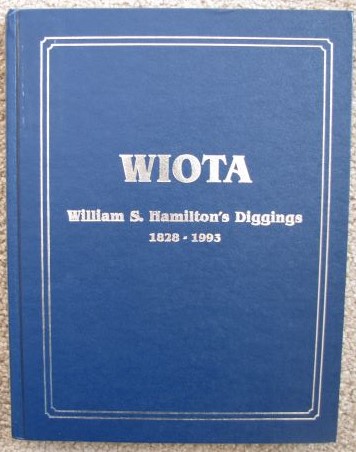 WIOTA
William S. Hamilton's Diggings
1828 - 1993